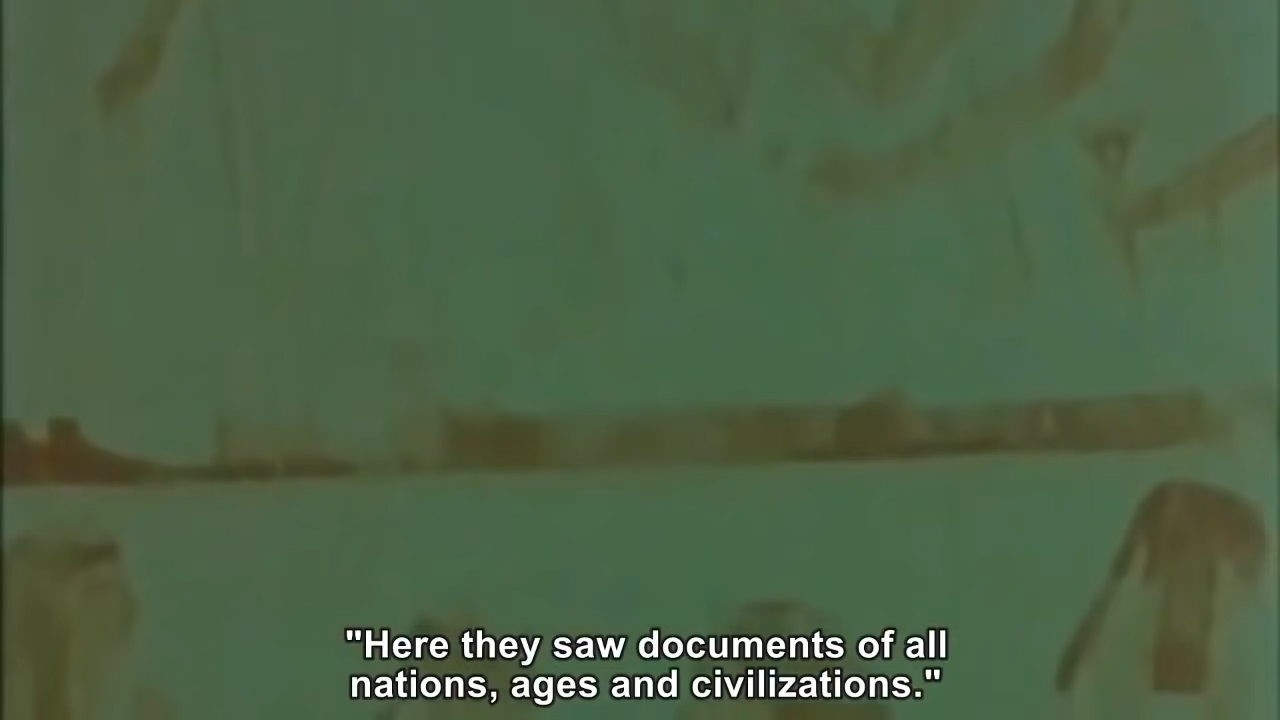 "Here they saw documents of all
nations, ages and civilizations."